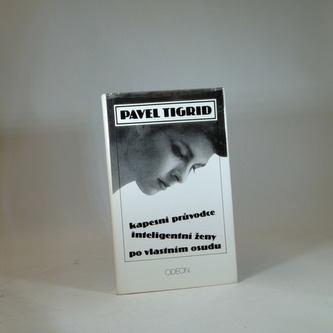 PAVEL TIGRID
kapesní průvodce
inteligentní ženy
po vlastním osudu
ODEON